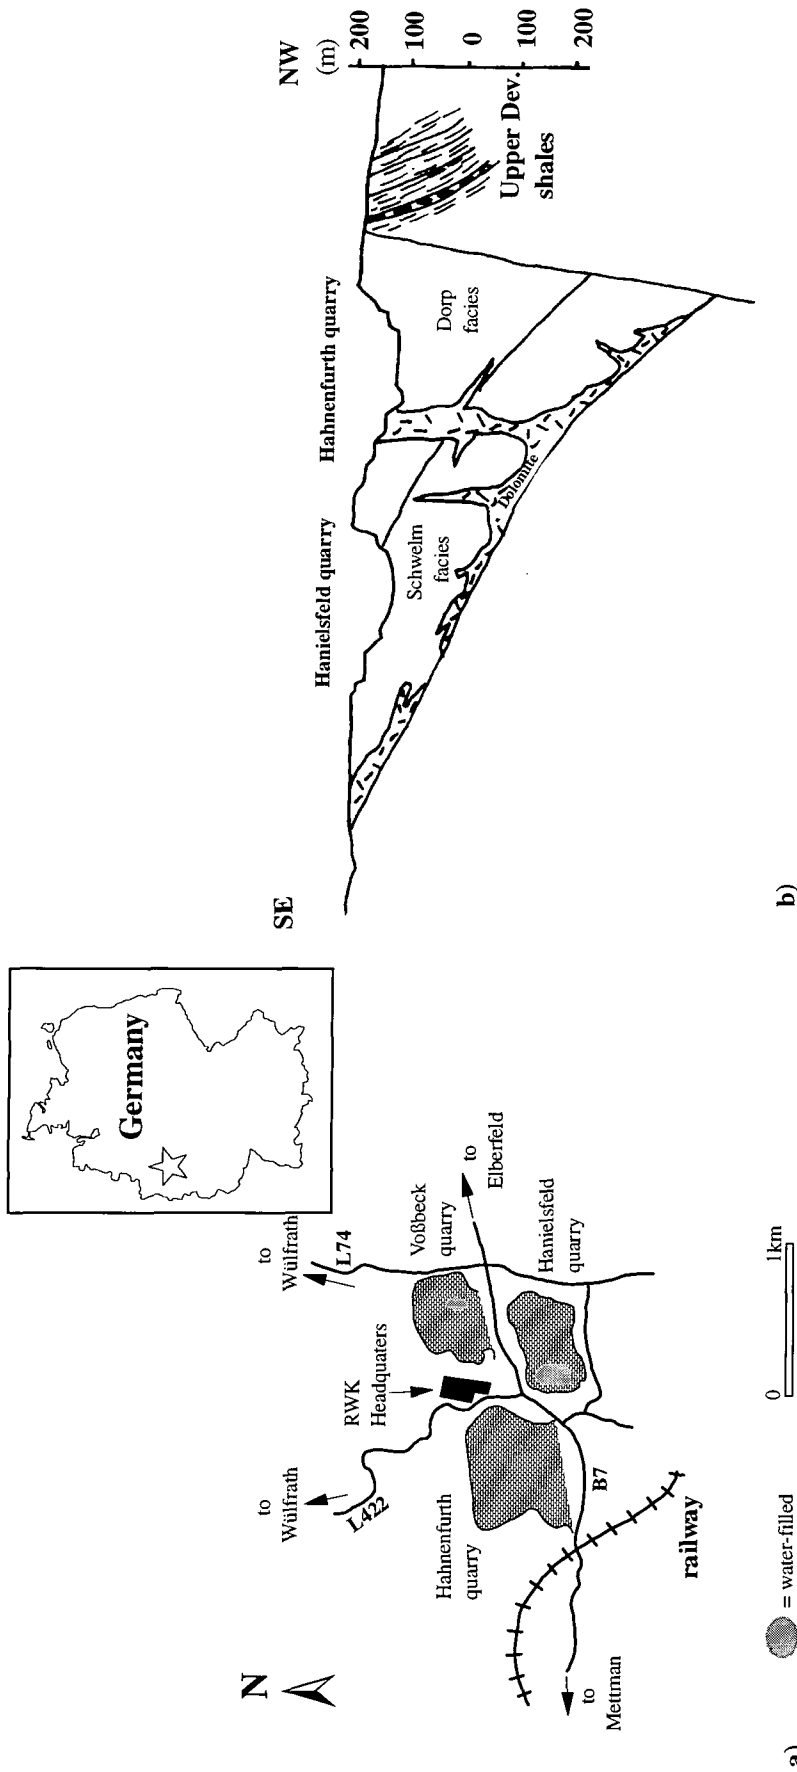 N
to
Wülfrath
L422
to
Wülfrath
L74
RWK
Headquaters
Voßbeck
quarry
to
Elberfeld
Hahnenfurth
quarry
Hanielsfeld
quarry
B7
railway
to
Mettman
= water-filled
0
1km
a)
Germany
SE
NW
(m)
200
100
0
100
200
Hanielsfeld quarry
Hahnenfurth quarry
Schwelm
facies
Dorp
facies
Dolomite
Upper Dev.
shales
b)